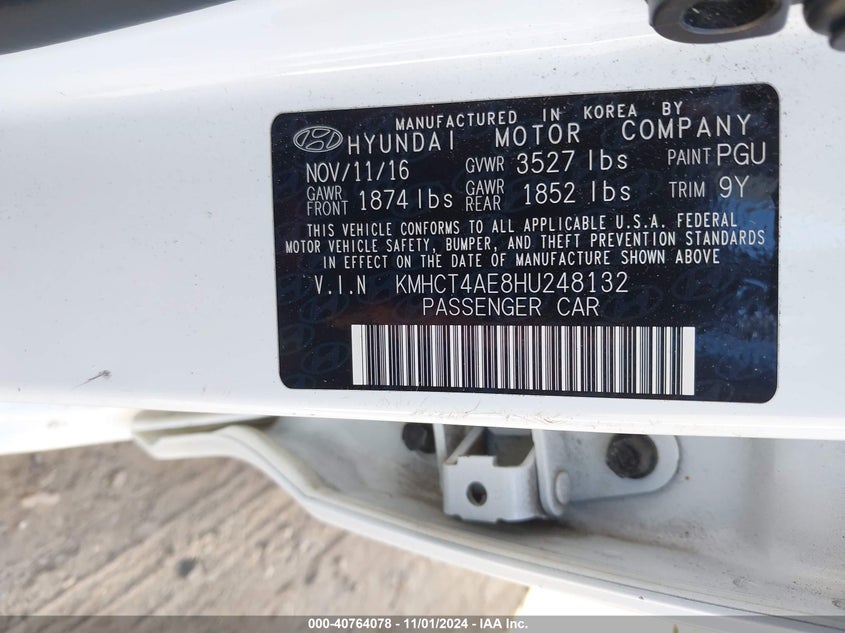 MANUFACTURED IN KOREA BY
HYUNDAI MOTOR COMPANY
NOV/11/16 GVWR 3527 lbs PAINT PGU
GAWR FRONT 1874 lbs GAWR REAR 1852 lbs TRIM 9Y
THIS VEHICLE CONFORMS TO ALL APPLICABLE U.S.A. FEDERAL
MOTOR VEHICLE SAFETY, BUMPER, AND THEFT PREVENTION STANDARDS
IN EFFECT ON THE DATE OF MANUFACTURE SHOWN ABOVE
V.I.N KMHCT4AE8HU248132
PASSENGER CAR
000-40764078 - 11/01/2024 - IAA Inc.